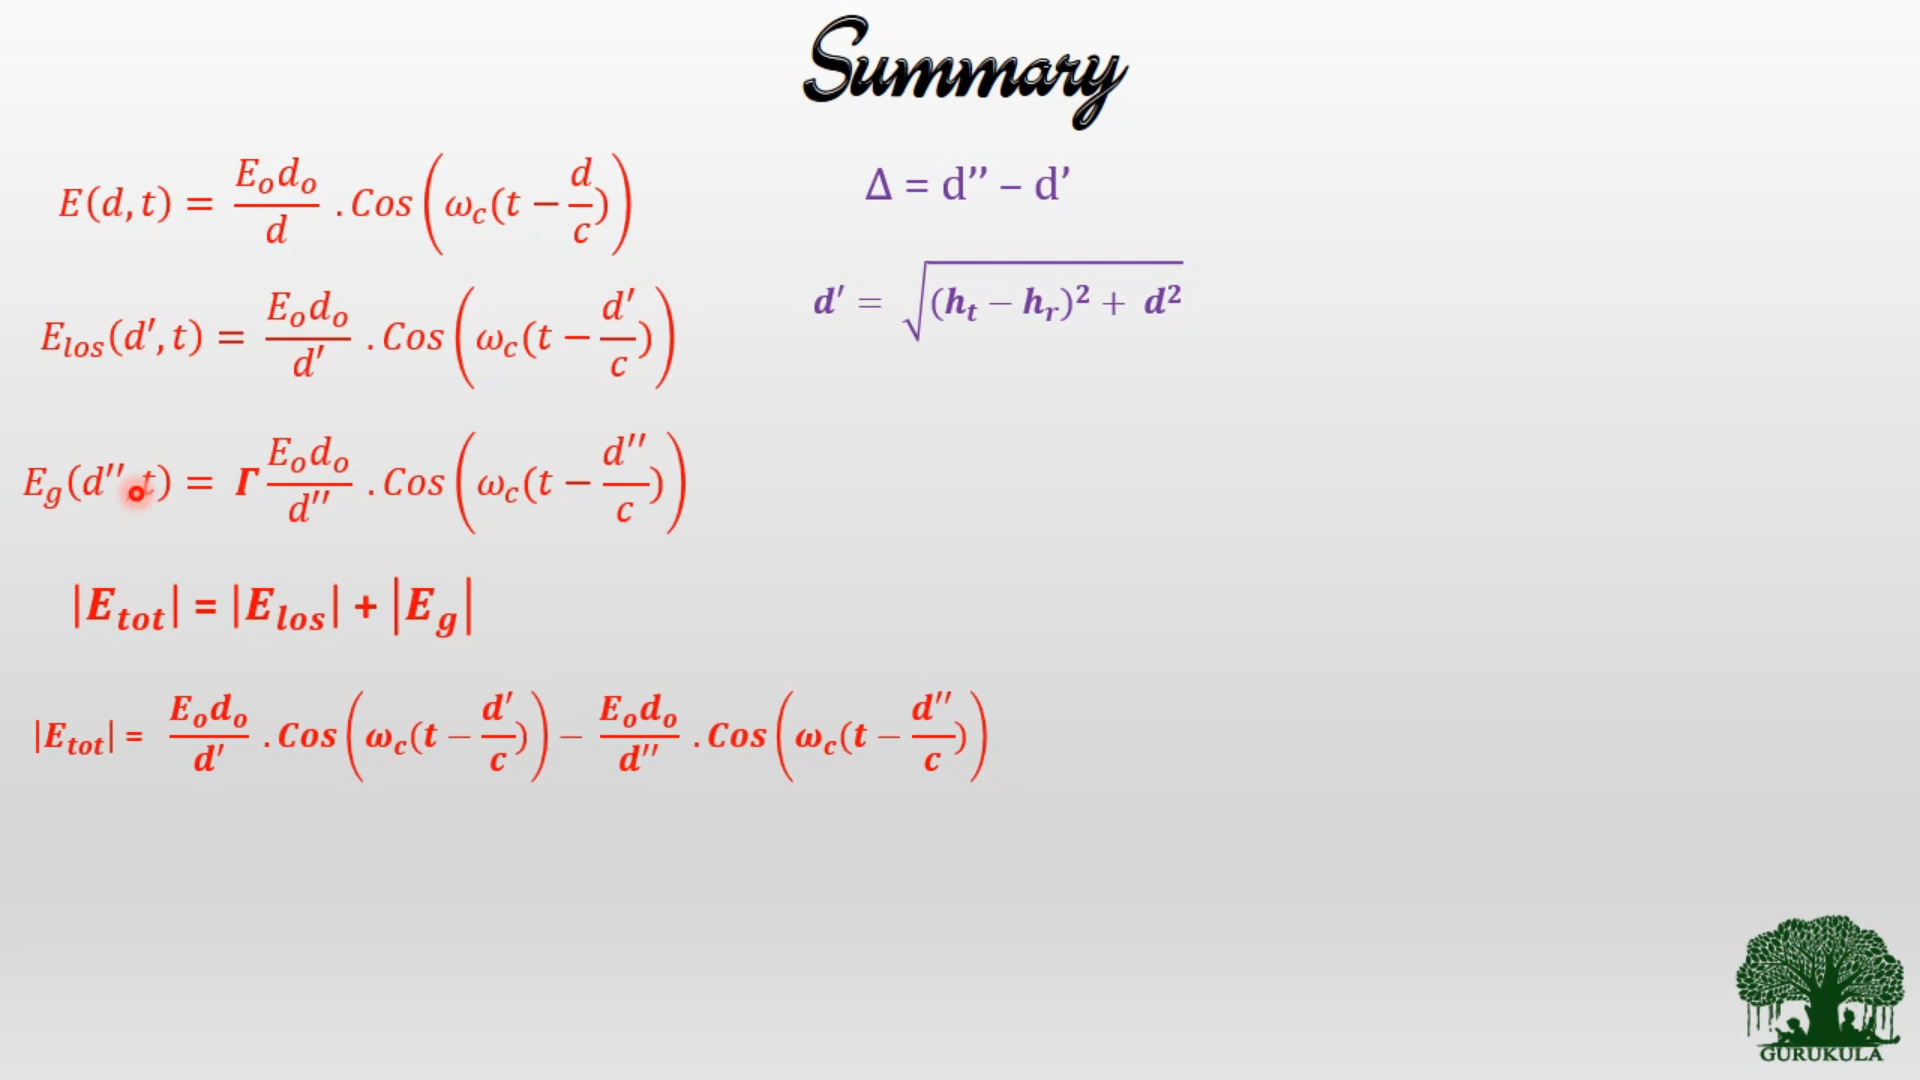 Summary
E(d,t) = E₀d₀/d .Cos(ω_c(t − d/c))
E_los(d′,t) = E₀d₀/d′ .Cos(ω_c(t − d′/c))
E_g(d′′,t) = Γ E₀d₀/d′′ .Cos(ω_c(t − d′′/c))
|E_tot| = |E_los| + |E_g|
|E_tot| = E₀d₀/d′ .Cos(ω_c(t − d′/c)) − E₀d₀/d′′ .Cos(ω_c(t − d′′/c))
Δ = d’’ – d’
d′ = √((h_t − h_r)² + d²)
GURUKULA